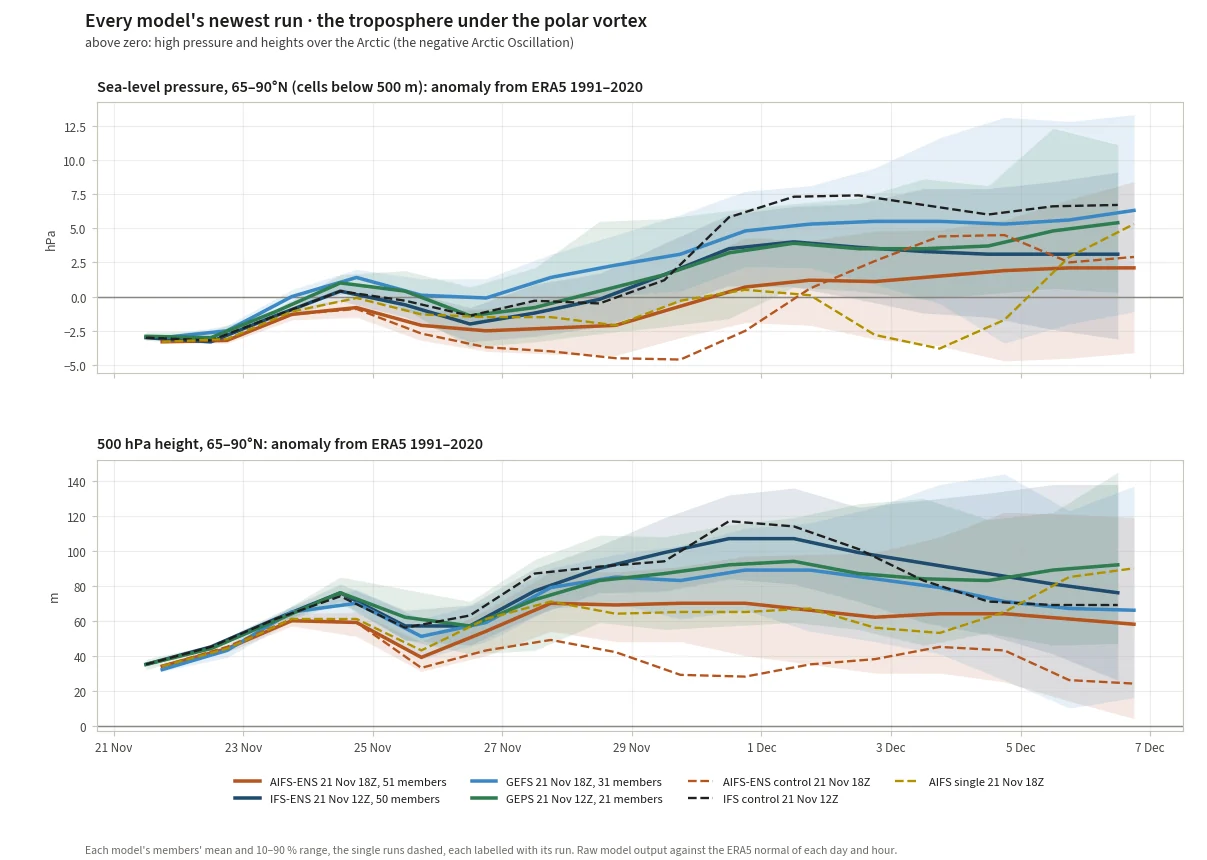 Every model's newest run · the troposphere under the polar vortex
above zero: high pressure and heights over the Arctic (the negative Arctic Oscillation)
Sea-level pressure, 65–90°N (cells below 500 m): anomaly from ERA5 1991–2020
12.5
10.0
7.5
5.0
2.5
0.0
−2.5
−5.0
hPa
500 hPa height, 65–90°N: anomaly from ERA5 1991–2020
140
120
100
80
60
40
20
0
m
21 Nov 23 Nov 25 Nov 27 Nov 29 Nov 1 Dec 3 Dec 5 Dec 7 Dec
AIFS-ENS 21 Nov 18Z, 51 members GEFS 21 Nov 18Z, 31 members AIFS-ENS control 21 Nov 18Z AIFS single 21 Nov 18Z
IFS-ENS 21 Nov 12Z, 50 members GEPS 21 Nov 12Z, 21 members IFS control 21 Nov 12Z
Each model's members' mean and 10–90 % range, the single runs dashed, each labelled with its run. Raw model output against the ERA5 normal of each day and hour.